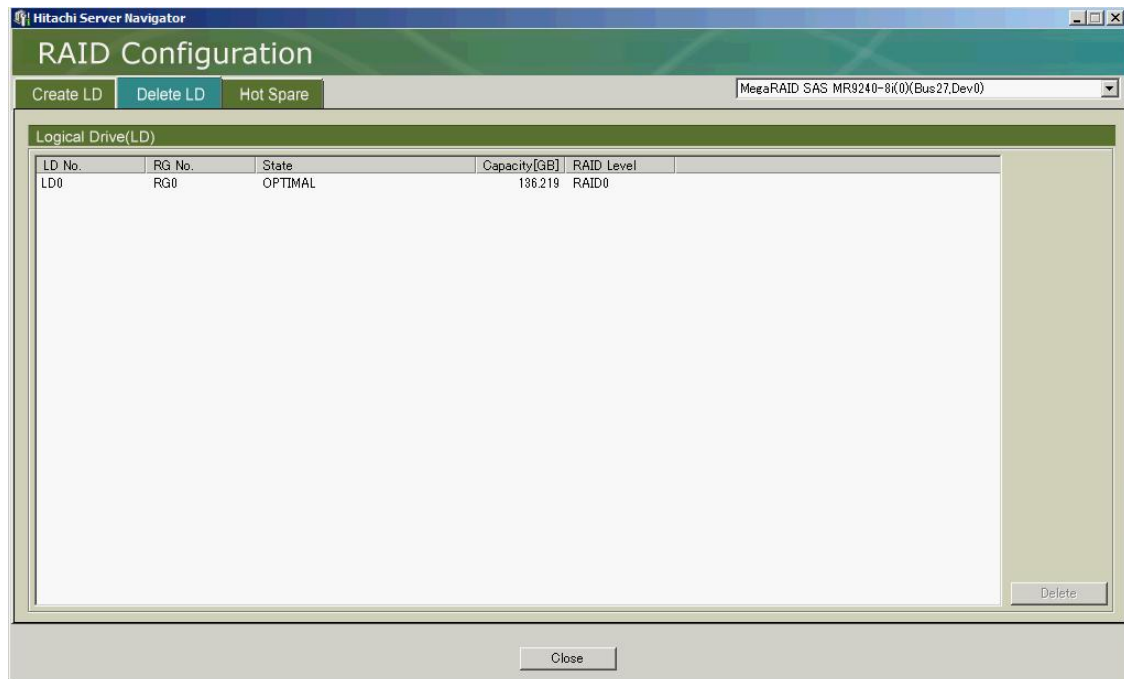 Hitachi Server Navigator
RAID Configuration
Create LD Delete LD Hot Spare MegaRAID SAS MR9240-8i(0)(Bus27,Dev0)
Logical Drive(LD)
LD No. RG No. State Capacity[GB] RAID Level
LD0 RG0 OPTIMAL 136.219 RAID0
Delete
Close